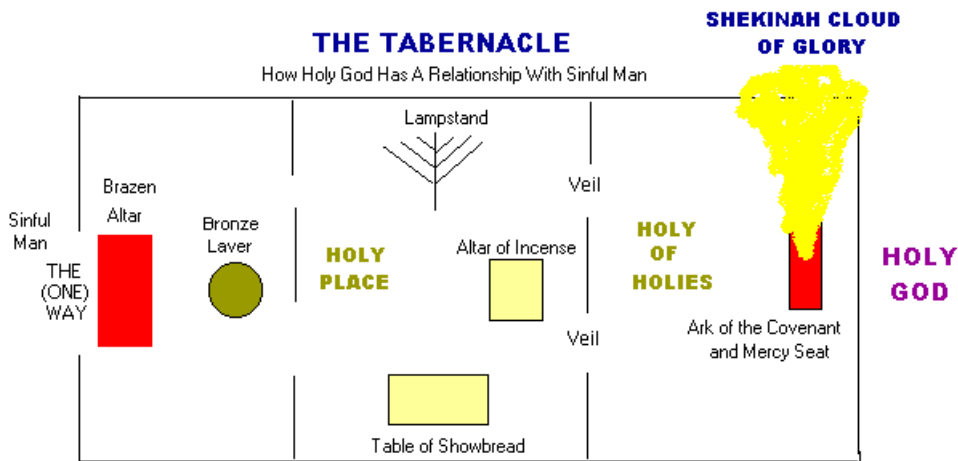 THE TABERNACLE
How Holy God Has A Relationship With Sinful Man
SHEKINAH CLOUD
OF GLORY
Sinful
Man
THE
(ONE)
WAY
Brazen
Altar
Bronze
Laver
HOLY
PLACE
Lampstand
Altar of Incense
Table of Showbread
Veil
Veil
HOLY
OF
HOLIES
Ark of the Covenant
and Mercy Seat
HOLY
GOD